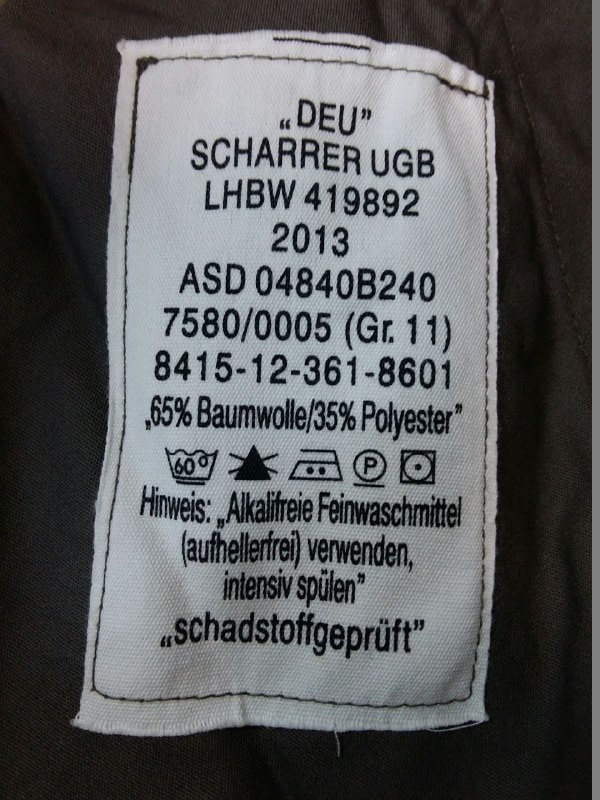 „DEU”
SCHARRER UGB
LHBW 419892
2013
ASD 04840B240
7580/0005 (Gr. 11)
8415-12-361-8601
„65% Baumwolle/35% Polyester”
60° P
Hinweis: „Alkalifreie Feinwaschmittel
(aufhellerfrei) verwenden,
intensiv spülen”
„schadstoffgeprüft”